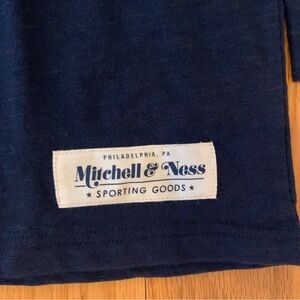 PHILADELPHIA, PA
Mitchell & Ness
★ SPORTING GOODS ★